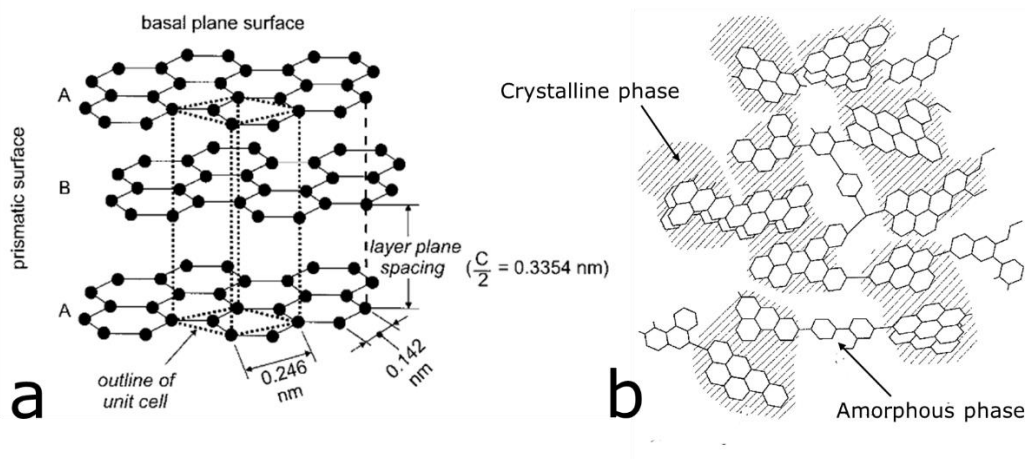 basal plane surface
prismatic surface
A
B
A
layer plane
spacing
(C/2 = 0.3354 nm)
0.142
nm
0.246
nm
outline of
unit cell
a
Crystalline phase
Amorphous phase
b